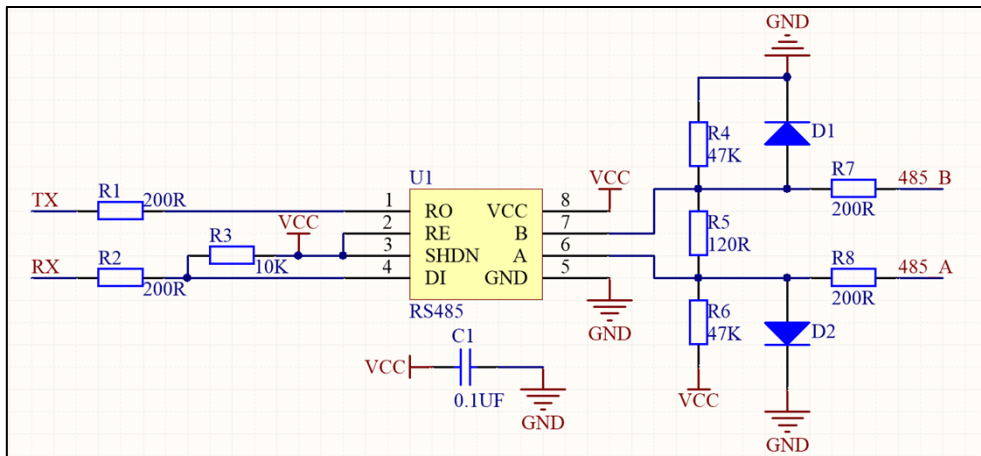 GND
R4
47K
D1
U1
VCC
R7
485 B
200R
TX
R1
200R
1
RO
VCC
8
2
RE
B
7
R3
VCC
10K
3
SHDN
A
6
R5
120R
RX
R2
200R
4
DI
GND
5
R8
485 A
200R
RS485
GND
R6
47K
D2
C1
VCC
0.1UF
GND
VCC
GND